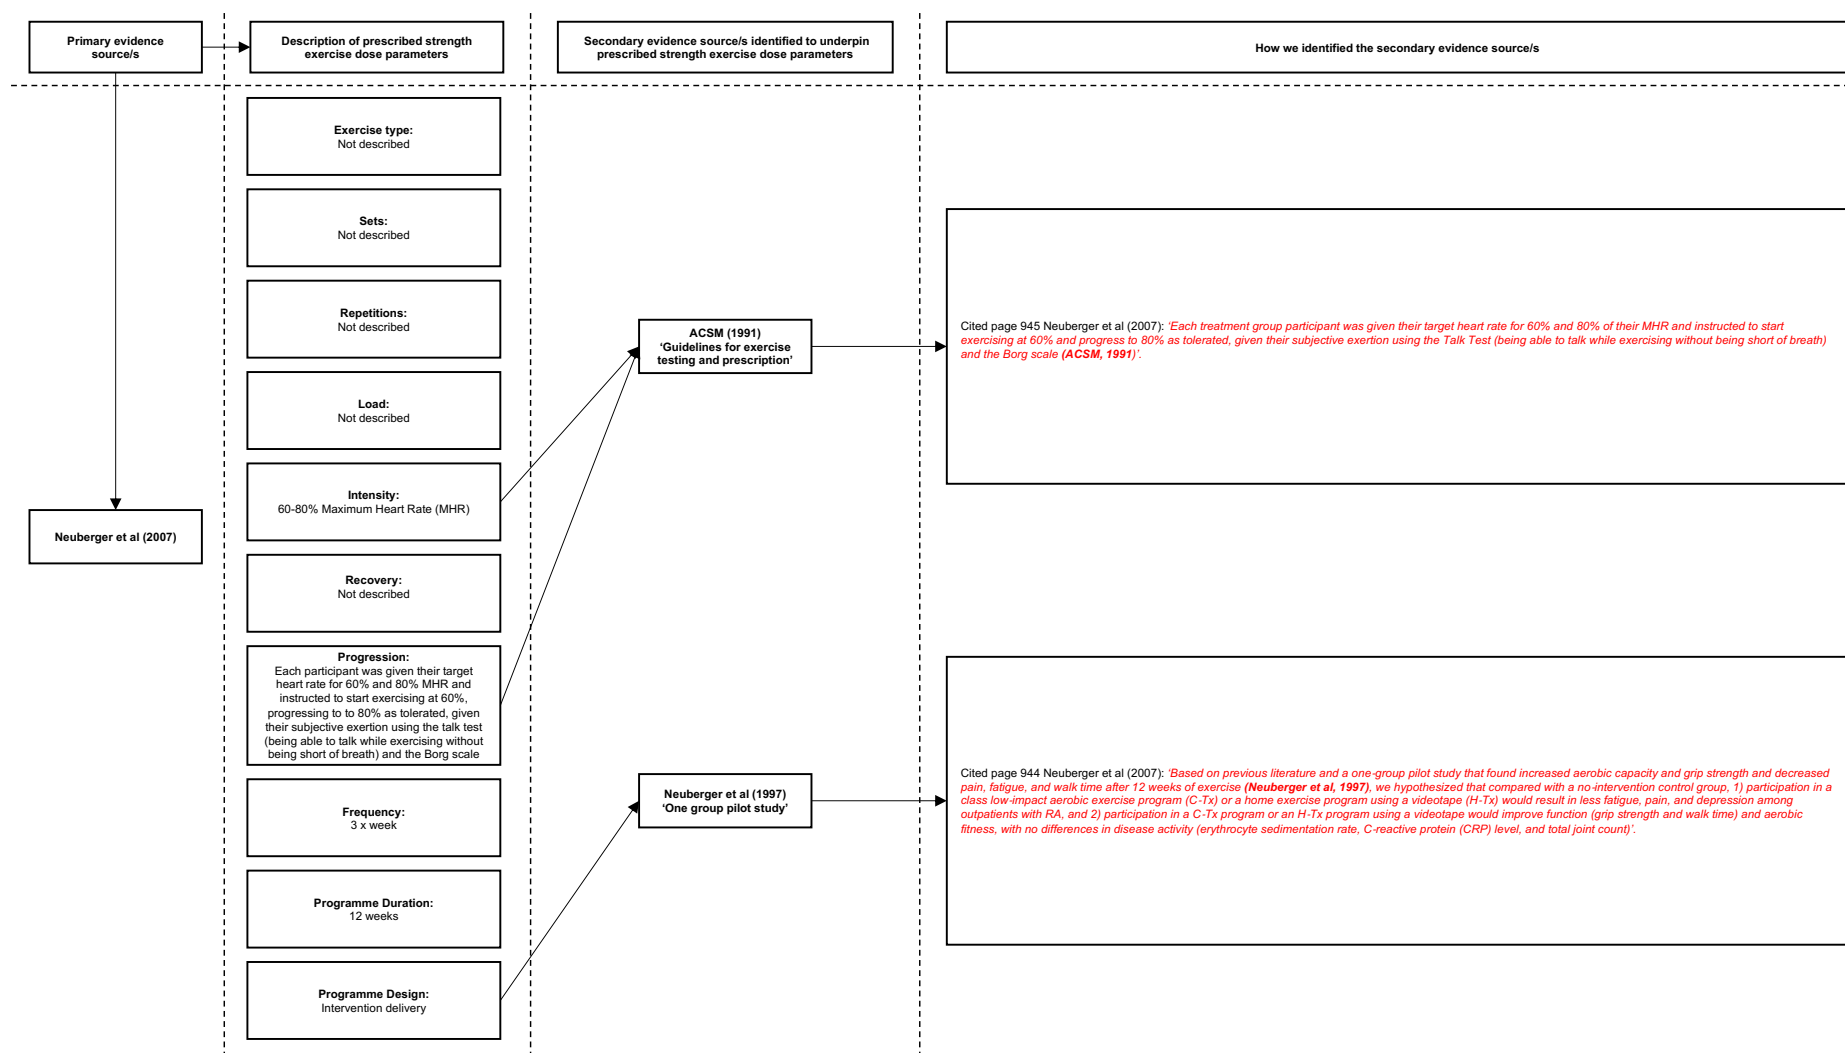 Primary evidence
source/s
Description of prescribed strength
exercise dose parameters
Secondary evidence source/s identified to underpin
prescribed strength exercise dose parameters
How we identified the secondary evidence source/s
Neuberger et al (2007)
Exercise type:
Not described
Sets:
Not described
Repetitions:
Not described
Load:
Not described
Intensity:
60-80% Maximum Heart Rate (MHR)
Recovery:
Not described
Progression:
Each participant was given their target
heart rate for 60% and 80% MHR and
instructed to start exercising at 60%,
progressing to to 80% as tolerated, given
their subjective exertion using the talk test
(being able to talk while exercising without
being short of breath) and the Borg scale
Frequency:
3 x week
Programme Duration:
12 weeks
Programme Design:
Intervention delivery
ACSM (1991)
‘Guidelines for exercise
testing and prescription’
Neuberger et al (1997)
‘One group pilot study’
Cited page 945 Neuberger et al (2007): ‘Each treatment group participant was given their target heart rate for 60% and 80% of their MHR and instructed to start
exercising at 60% and progress to 80% as tolerated, given their subjective exertion using the Talk Test (being able to talk while exercising without being short of breath)
and the Borg scale (ACSM, 1991)’.
Cited page 944 Neuberger et al (2007): ‘Based on previous literature and a one-group pilot study that found increased aerobic capacity and grip strength and decreased
pain, fatigue, and walk time after 12 weeks of exercise (Neuberger et al, 1997), we hypothesized that compared with a no-intervention control group, 1) participation in a
class low-impact aerobic exercise program (C-Tx) or a home exercise program using a videotape (H-Tx) would result in less fatigue, pain, and depression among
outpatients with RA, and 2) participation in a C-Tx program or an H-Tx program using a videotape would improve function (grip strength and walk time) and aerobic
fitness, with no differences in disease activity (erythrocyte sedimentation rate, C-reactive protein (CRP) level, and total joint count)’.